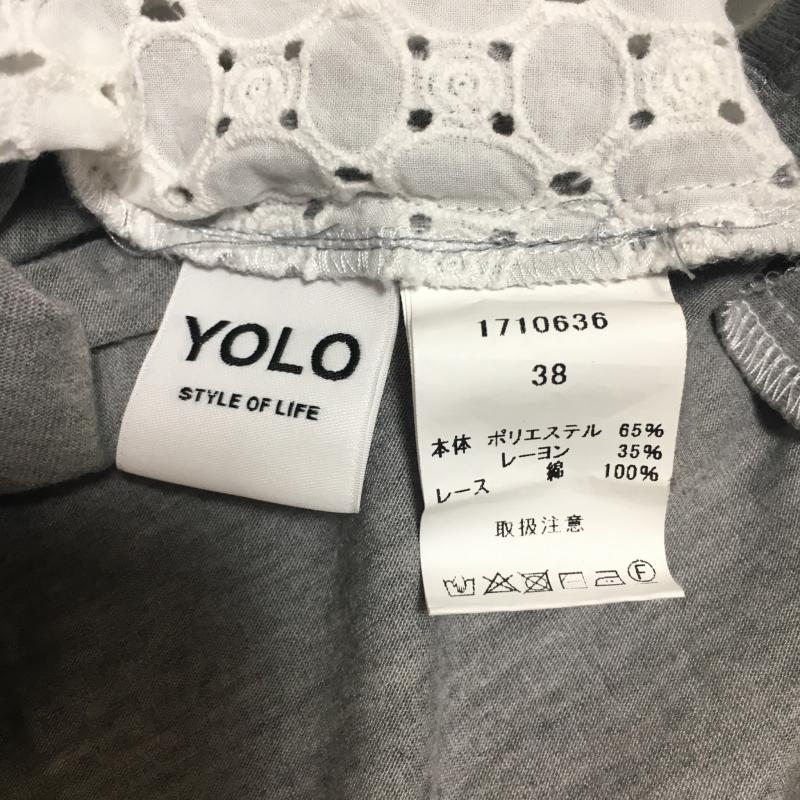 YOLO
STYLE OF LIFE
1710636
38
本体 ポリエステル 65%
レーヨン 35%
綿 100%
レース
取扱注意
F